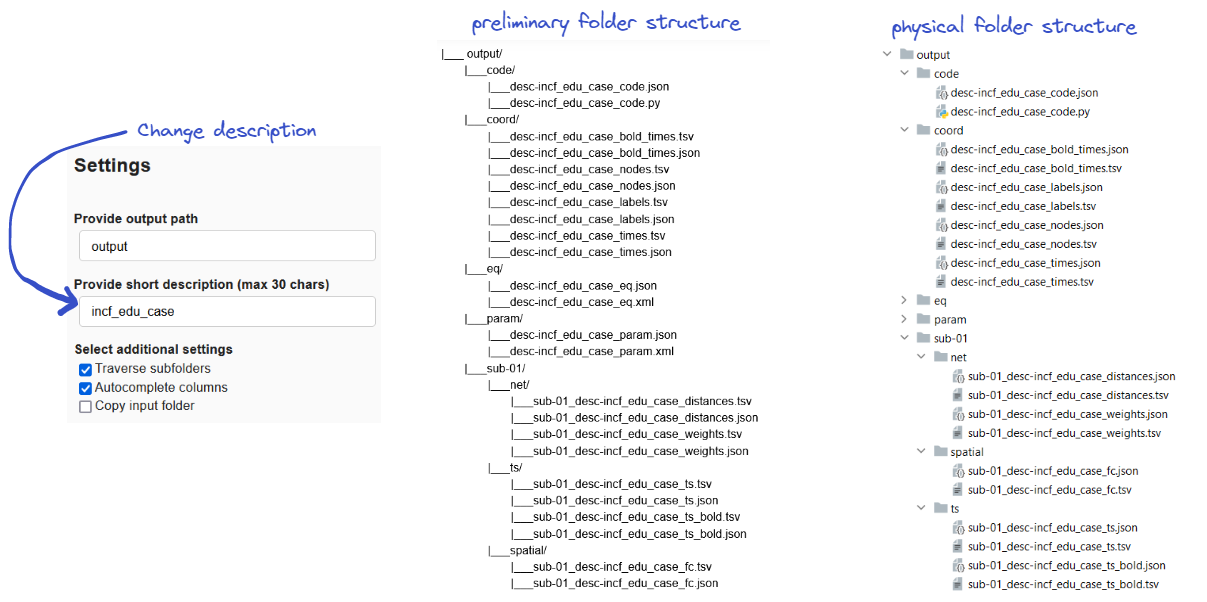 Change description
Settings
Provide output path
output
Provide short description (max 30 chars)
incf_edu_case
Select additional settings
Traverse subfolders
Autocomplete columns
Copy input folder
preliminary folder structure
|___ output/
|___code/
|___desc-incf_edu_case_code.json
|___desc-incf_edu_case_code.py
|___coord/
|___desc-incf_edu_case_bold_times.tsv
|___desc-incf_edu_case_bold_times.json
|___desc-incf_edu_case_nodes.tsv
|___desc-incf_edu_case_nodes.json
|___desc-incf_edu_case_labels.tsv
|___desc-incf_edu_case_labels.json
|___desc-incf_edu_case_times.tsv
|___desc-incf_edu_case_times.json
|___eq/
|___desc-incf_edu_case_eq.json
|___desc-incf_edu_case_eq.xml
|___param/
|___desc-incf_edu_case_param.json
|___desc-incf_edu_case_param.xml
|___sub-01/
|___net/
|___sub-01_desc-incf_edu_case_distances.tsv
|___sub-01_desc-incf_edu_case_distances.json
|___sub-01_desc-incf_edu_case_weights.tsv
|___sub-01_desc-incf_edu_case_weights.json
|___ts/
|___sub-01_desc-incf_edu_case_ts.tsv
|___sub-01_desc-incf_edu_case_ts.json
|___sub-01_desc-incf_edu_case_ts_bold.tsv
|___sub-01_desc-incf_edu_case_ts_bold.json
|___spatial/
|___sub-01_desc-incf_edu_case_fc.tsv
|___sub-01_desc-incf_edu_case_fc.json
physical folder structure
output
code
desc-incf_edu_case_code.json
desc-incf_edu_case_code.py
coord
desc-incf_edu_case_bold_times.json
desc-incf_edu_case_bold_times.tsv
desc-incf_edu_case_labels.json
desc-incf_edu_case_labels.tsv
desc-incf_edu_case_nodes.json
desc-incf_edu_case_nodes.tsv
desc-incf_edu_case_times.json
desc-incf_edu_case_times.tsv
eq
param
sub-01
net
sub-01_desc-incf_edu_case_distances.json
sub-01_desc-incf_edu_case_distances.tsv
sub-01_desc-incf_edu_case_weights.json
sub-01_desc-incf_edu_case_weights.tsv
spatial
sub-01_desc-incf_edu_case_fc.json
sub-01_desc-incf_edu_case_fc.tsv
ts
sub-01_desc-incf_edu_case_ts.json
sub-01_desc-incf_edu_case_ts.tsv
sub-01_desc-incf_edu_case_ts_bold.json
sub-01_desc-incf_edu_case_ts_bold.tsv